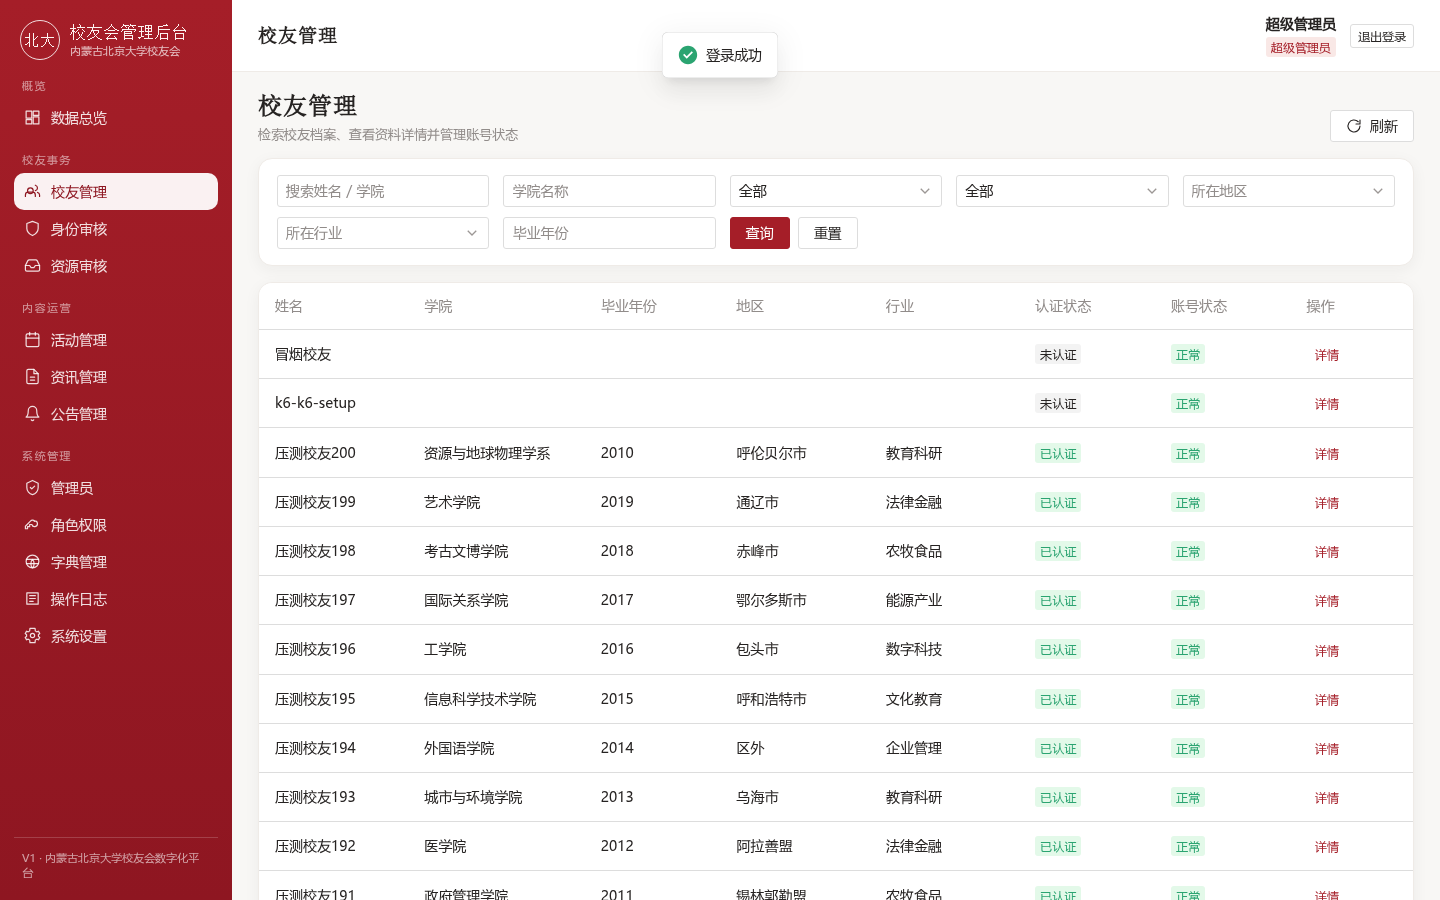 北大
校友会管理后台
内蒙古北京大学校友会
概览
数据总览
校友事务
校友管理
身份审核
资源审核
内容运营
活动管理
资讯管理
公告管理
系统管理
管理员
角色权限
字典管理
操作日志
系统设置
V1 · 内蒙古北京大学校友会数字化平
台
校友管理
登录成功
超级管理员
超级管理员
退出登录
校友管理
检索校友档案、查看资料详情并管理账号状态
刷新
搜索姓名 / 学院 学院名称 全部 全部 所在地区
所在行业 毕业年份 查询 重置
姓名 学院 毕业年份 地区 行业 认证状态 账号状态 操作
冒烟校友 未认证 正常 详情
k6-k6-setup 未认证 正常 详情
压测校友200 资源与地球物理学系 2010 呼伦贝尔市 教育科研 已认证 正常 详情
压测校友199 艺术学院 2019 通辽市 法律金融 已认证 正常 详情
压测校友198 考古文博学院 2018 赤峰市 农牧食品 已认证 正常 详情
压测校友197 国际关系学院 2017 鄂尔多斯市 能源产业 已认证 正常 详情
压测校友196 工学院 2016 包头市 数字科技 已认证 正常 详情
压测校友195 信息科学技术学院 2015 呼和浩特市 文化教育 已认证 正常 详情
压测校友194 外国语学院 2014 区外 企业管理 已认证 正常 详情
压测校友193 城市与环境学院 2013 乌海市 教育科研 已认证 正常 详情
压测校友192 医学院 2012 阿拉善盟 法律金融 已认证 正常 详情
压测校友191 政府管理学院 2011 锡林郭勒盟 农牧食品 已认证 正常 详情